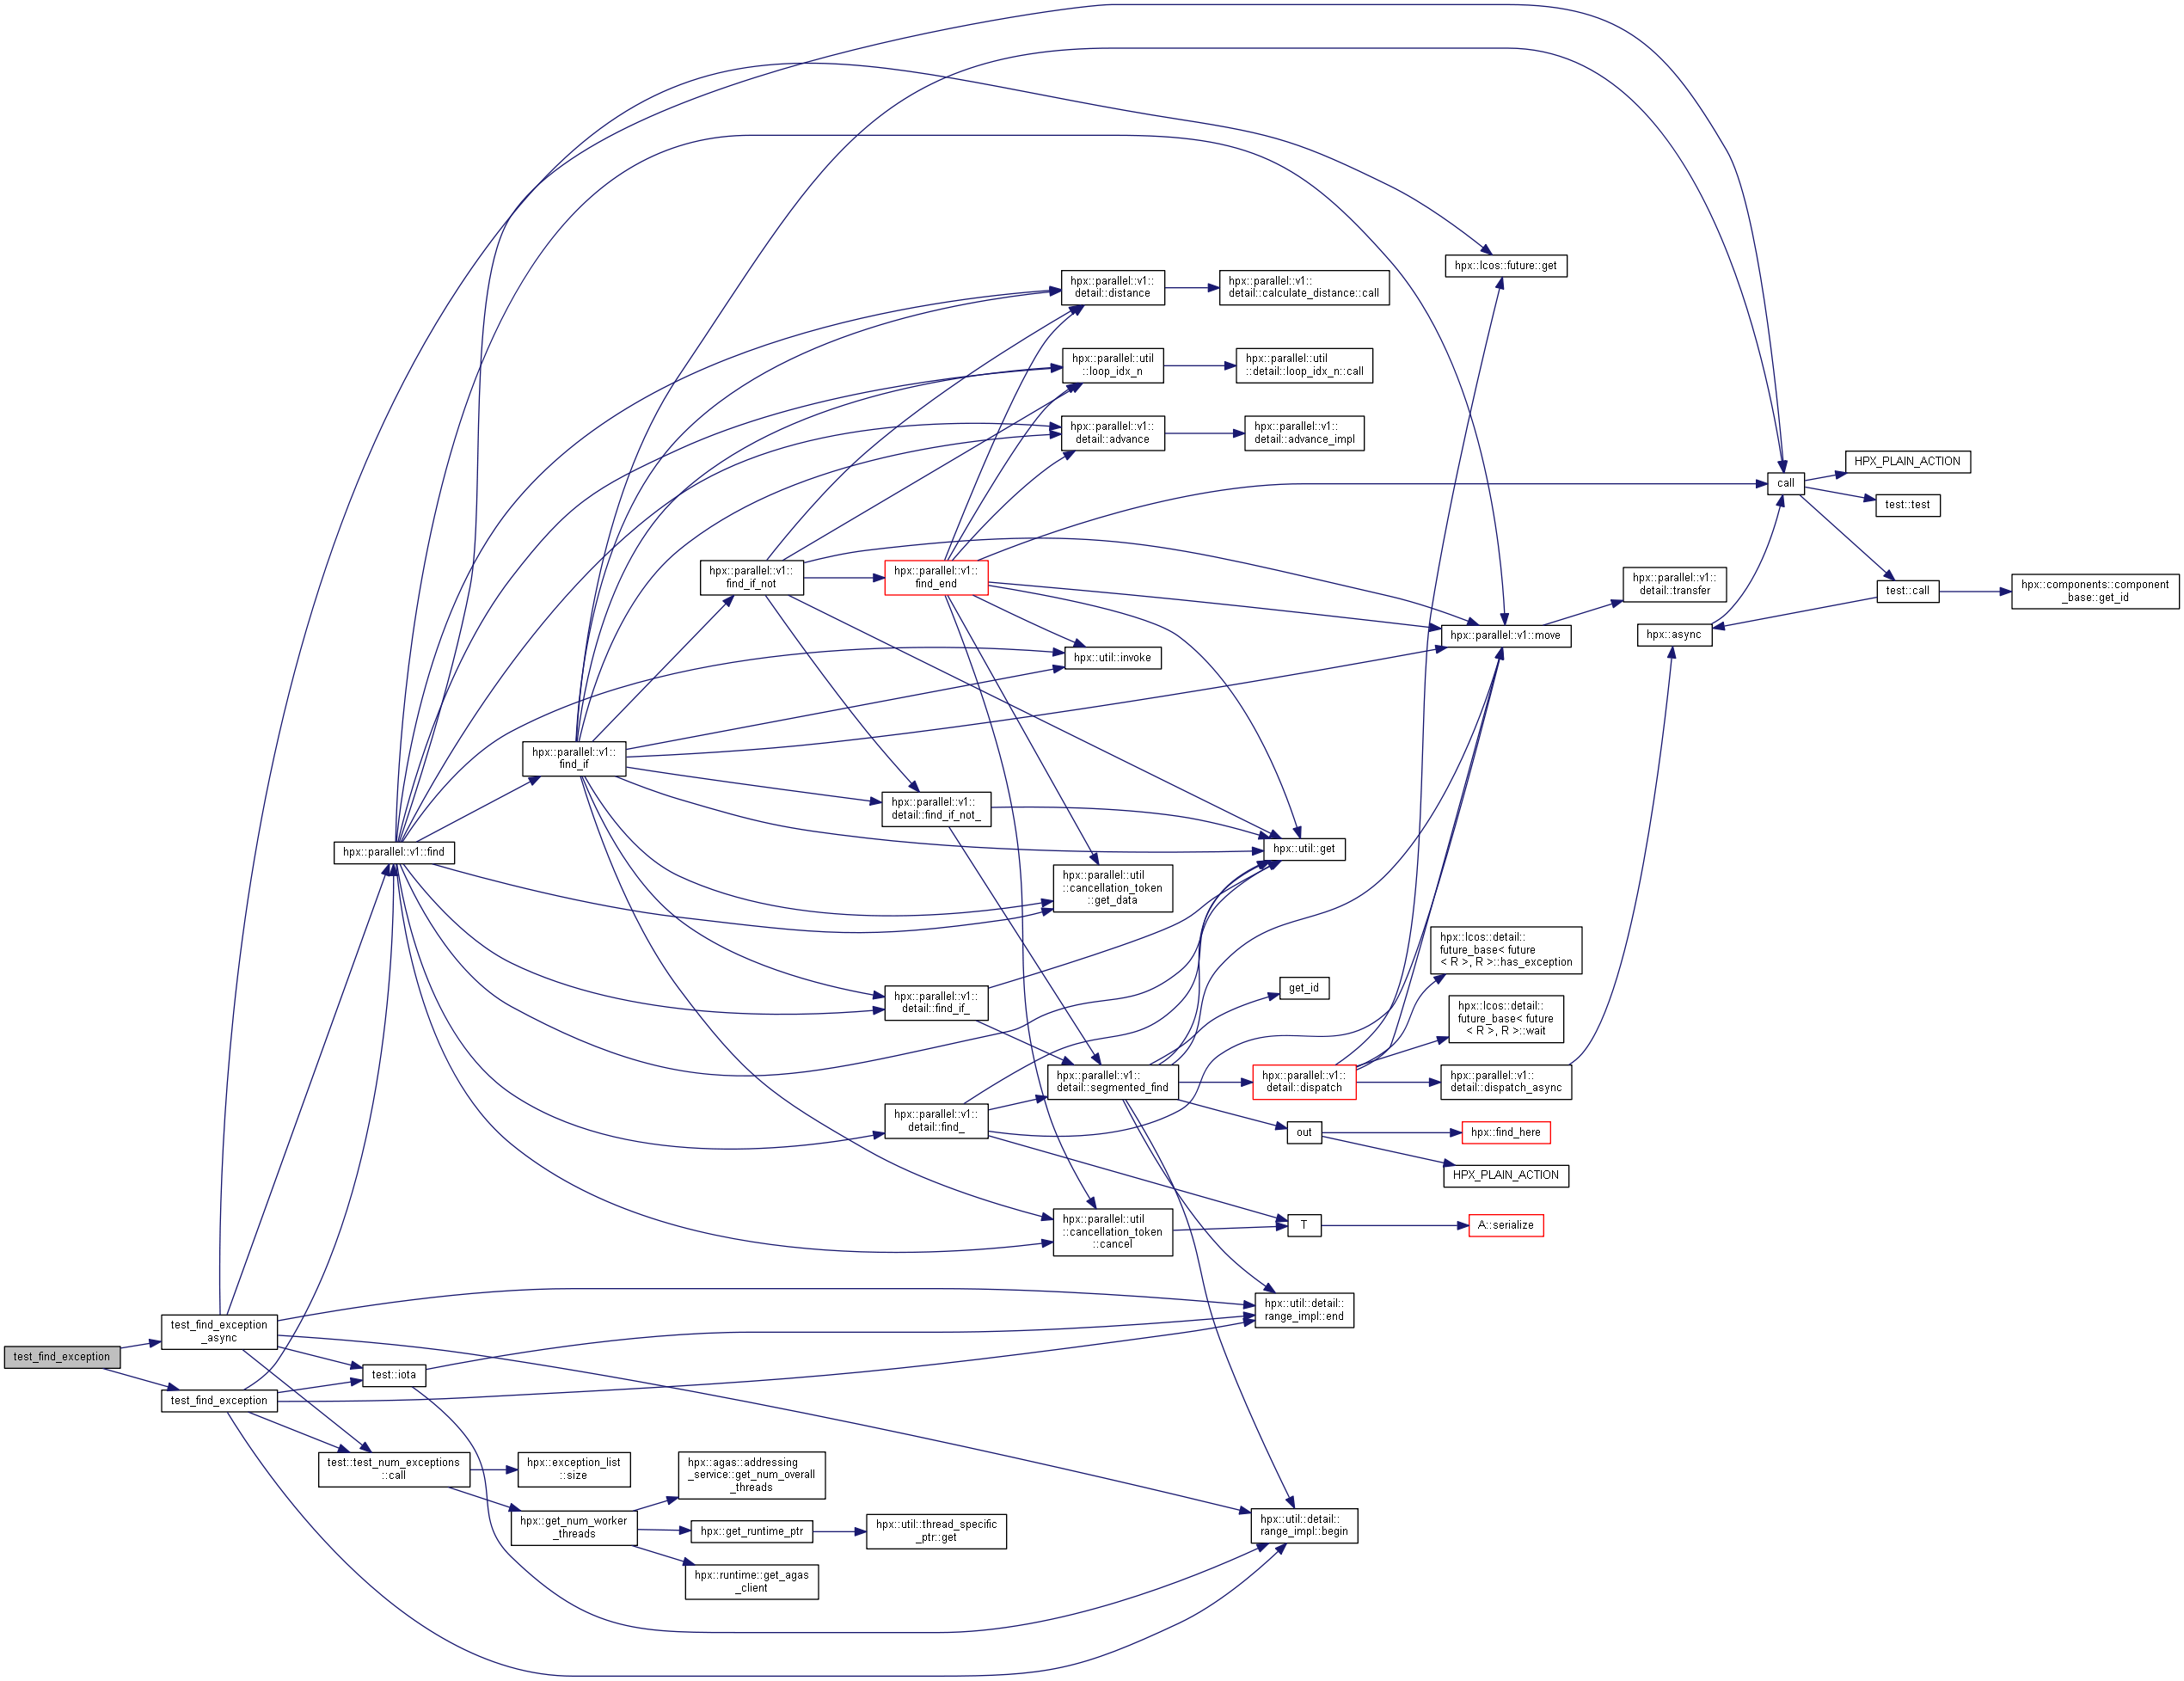 test_find_exception
test_find_exception
_async
test_find_exception
hpx::parallel::v1::find
test::iota
test::test_num_exceptions
::call
hpx::parallel::v1::
find_if
hpx::exception_list
::size
hpx::get_num_worker
_threads
hpx::parallel::v1::
find_if_not
hpx::agas::addressing
_service::get_num_overall
_threads
hpx::get_runtime_ptr
hpx::runtime::get_agas
_client
hpx::parallel::v1::
find_end
hpx::parallel::v1::
detail::find_if_not_
hpx::parallel::v1::
detail::find_if_
hpx::parallel::v1::
detail::find_
hpx::util::thread_specific
_ptr::get
hpx::parallel::v1::
detail::distance
hpx::parallel::util
::loop_idx_n
hpx::parallel::v1::
detail::advance
hpx::util::invoke
hpx::parallel::util
::cancellation_token
::get_data
hpx::parallel::v1::
detail::segmented_find
hpx::parallel::util
::cancellation_token
::cancel
hpx::parallel::v1::
detail::calculate_distance::call
hpx::parallel::util
::detail::loop_idx_n::call
hpx::parallel::v1::
detail::advance_impl
hpx::util::get
get_id
hpx::parallel::v1::
detail::dispatch
out
T
hpx::util::detail::
range_impl::end
hpx::util::detail::
range_impl::begin
hpx::lcos::future::get
hpx::parallel::v1::move
hpx::lcos::detail::
future_base< future
< R >, R >::has_exception
hpx::lcos::detail::
future_base< future
< R >, R >::wait
hpx::parallel::v1::
detail::dispatch_async
hpx::find_here
HPX_PLAIN_ACTION
A::serialize
hpx::parallel::v1::
detail::transfer
hpx::async
call
HPX_PLAIN_ACTION
test::test
test::call
hpx::components::component
_base::get_id